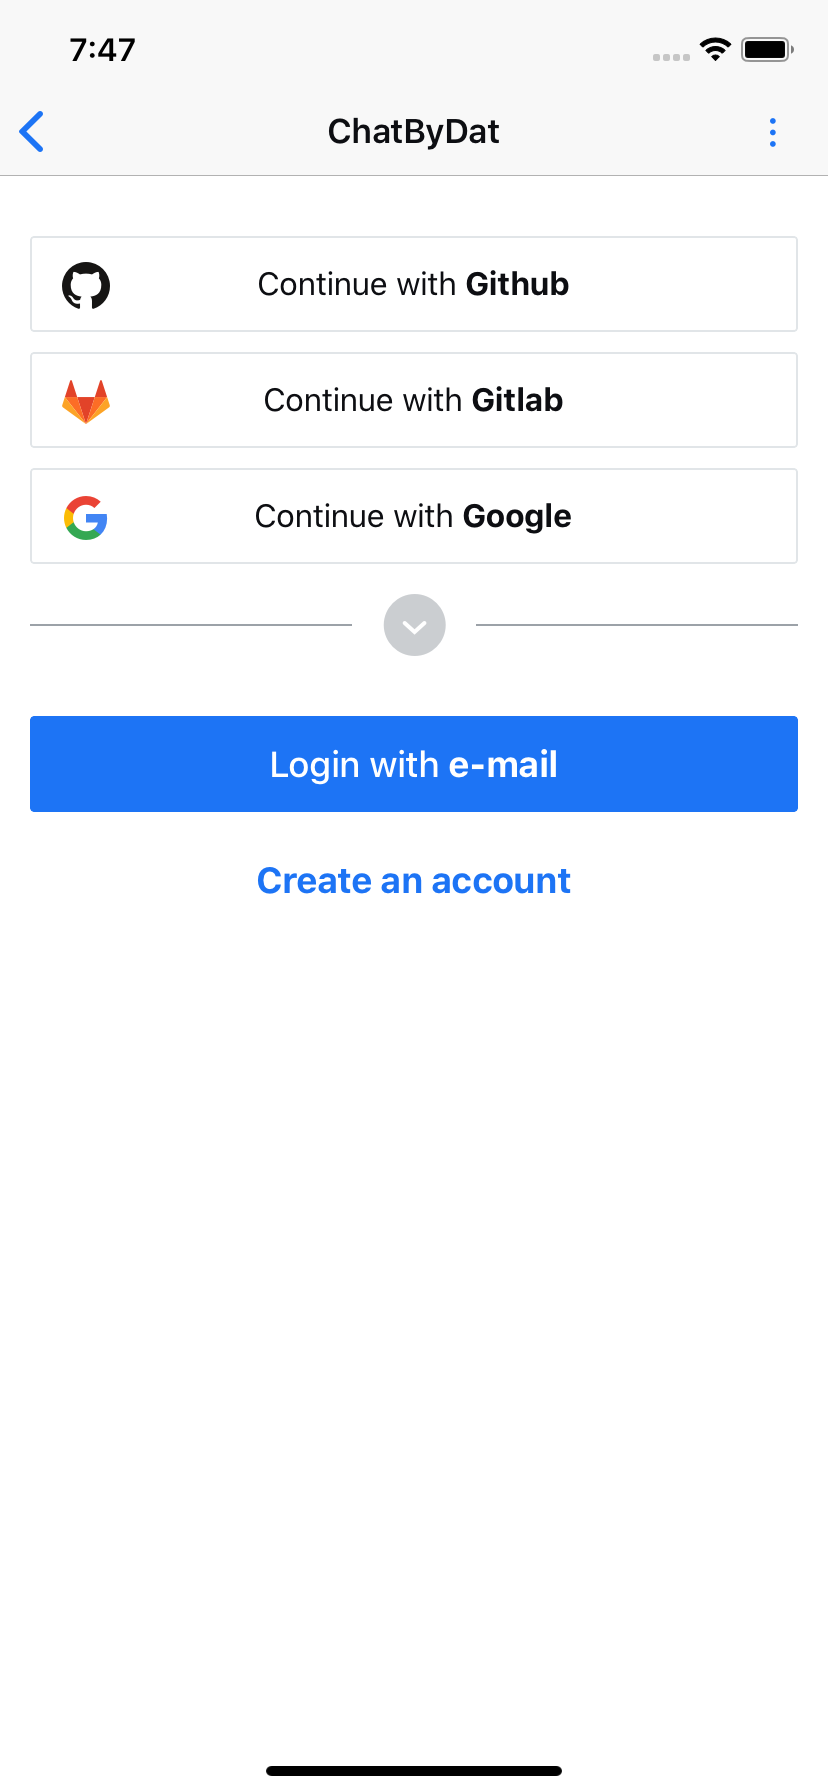 7:47
ChatByDat
Continue with Github
Continue with Gitlab
Continue with Google
Login with e-mail
Create an account